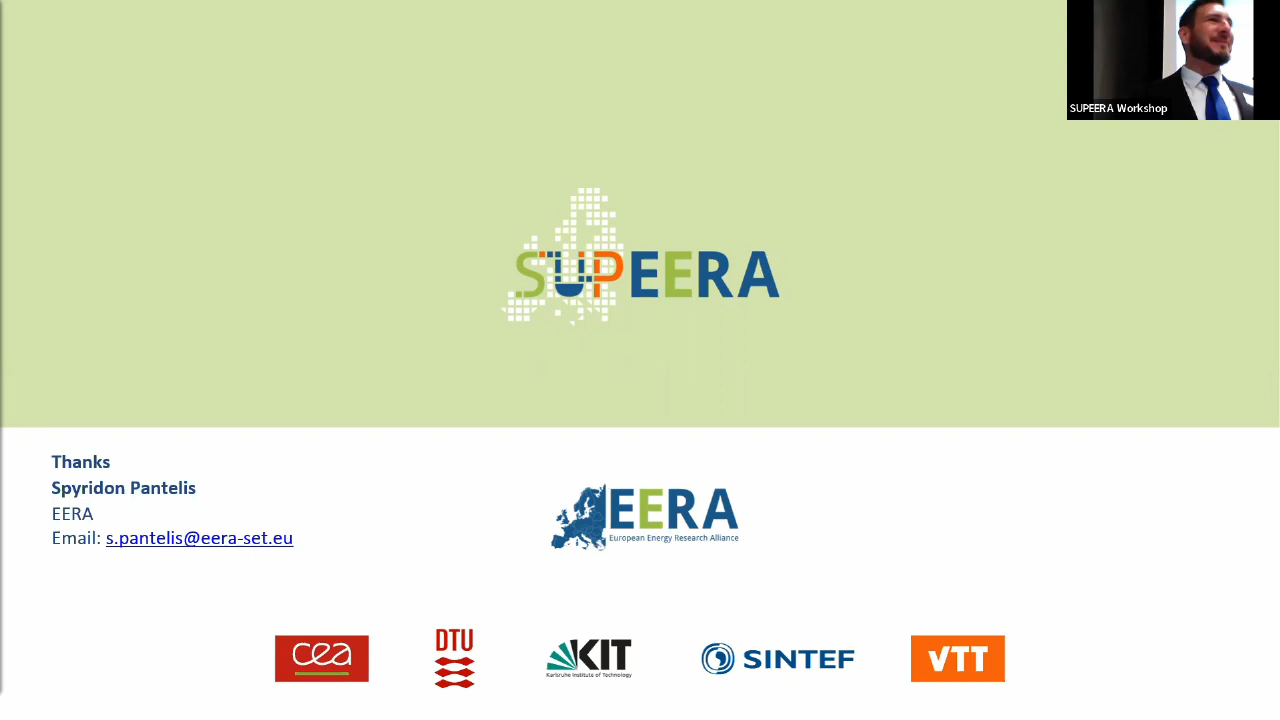 SUPEERA Workshop
SUPEERA
Thanks
Spyridon Pantelis
EERA
Email: s.pantelis@eera-set.eu
EERA
European Energy Research Alliance
cea
DTU
KIT
Karlsruhe Institute of Technology
SINTEF
VTT